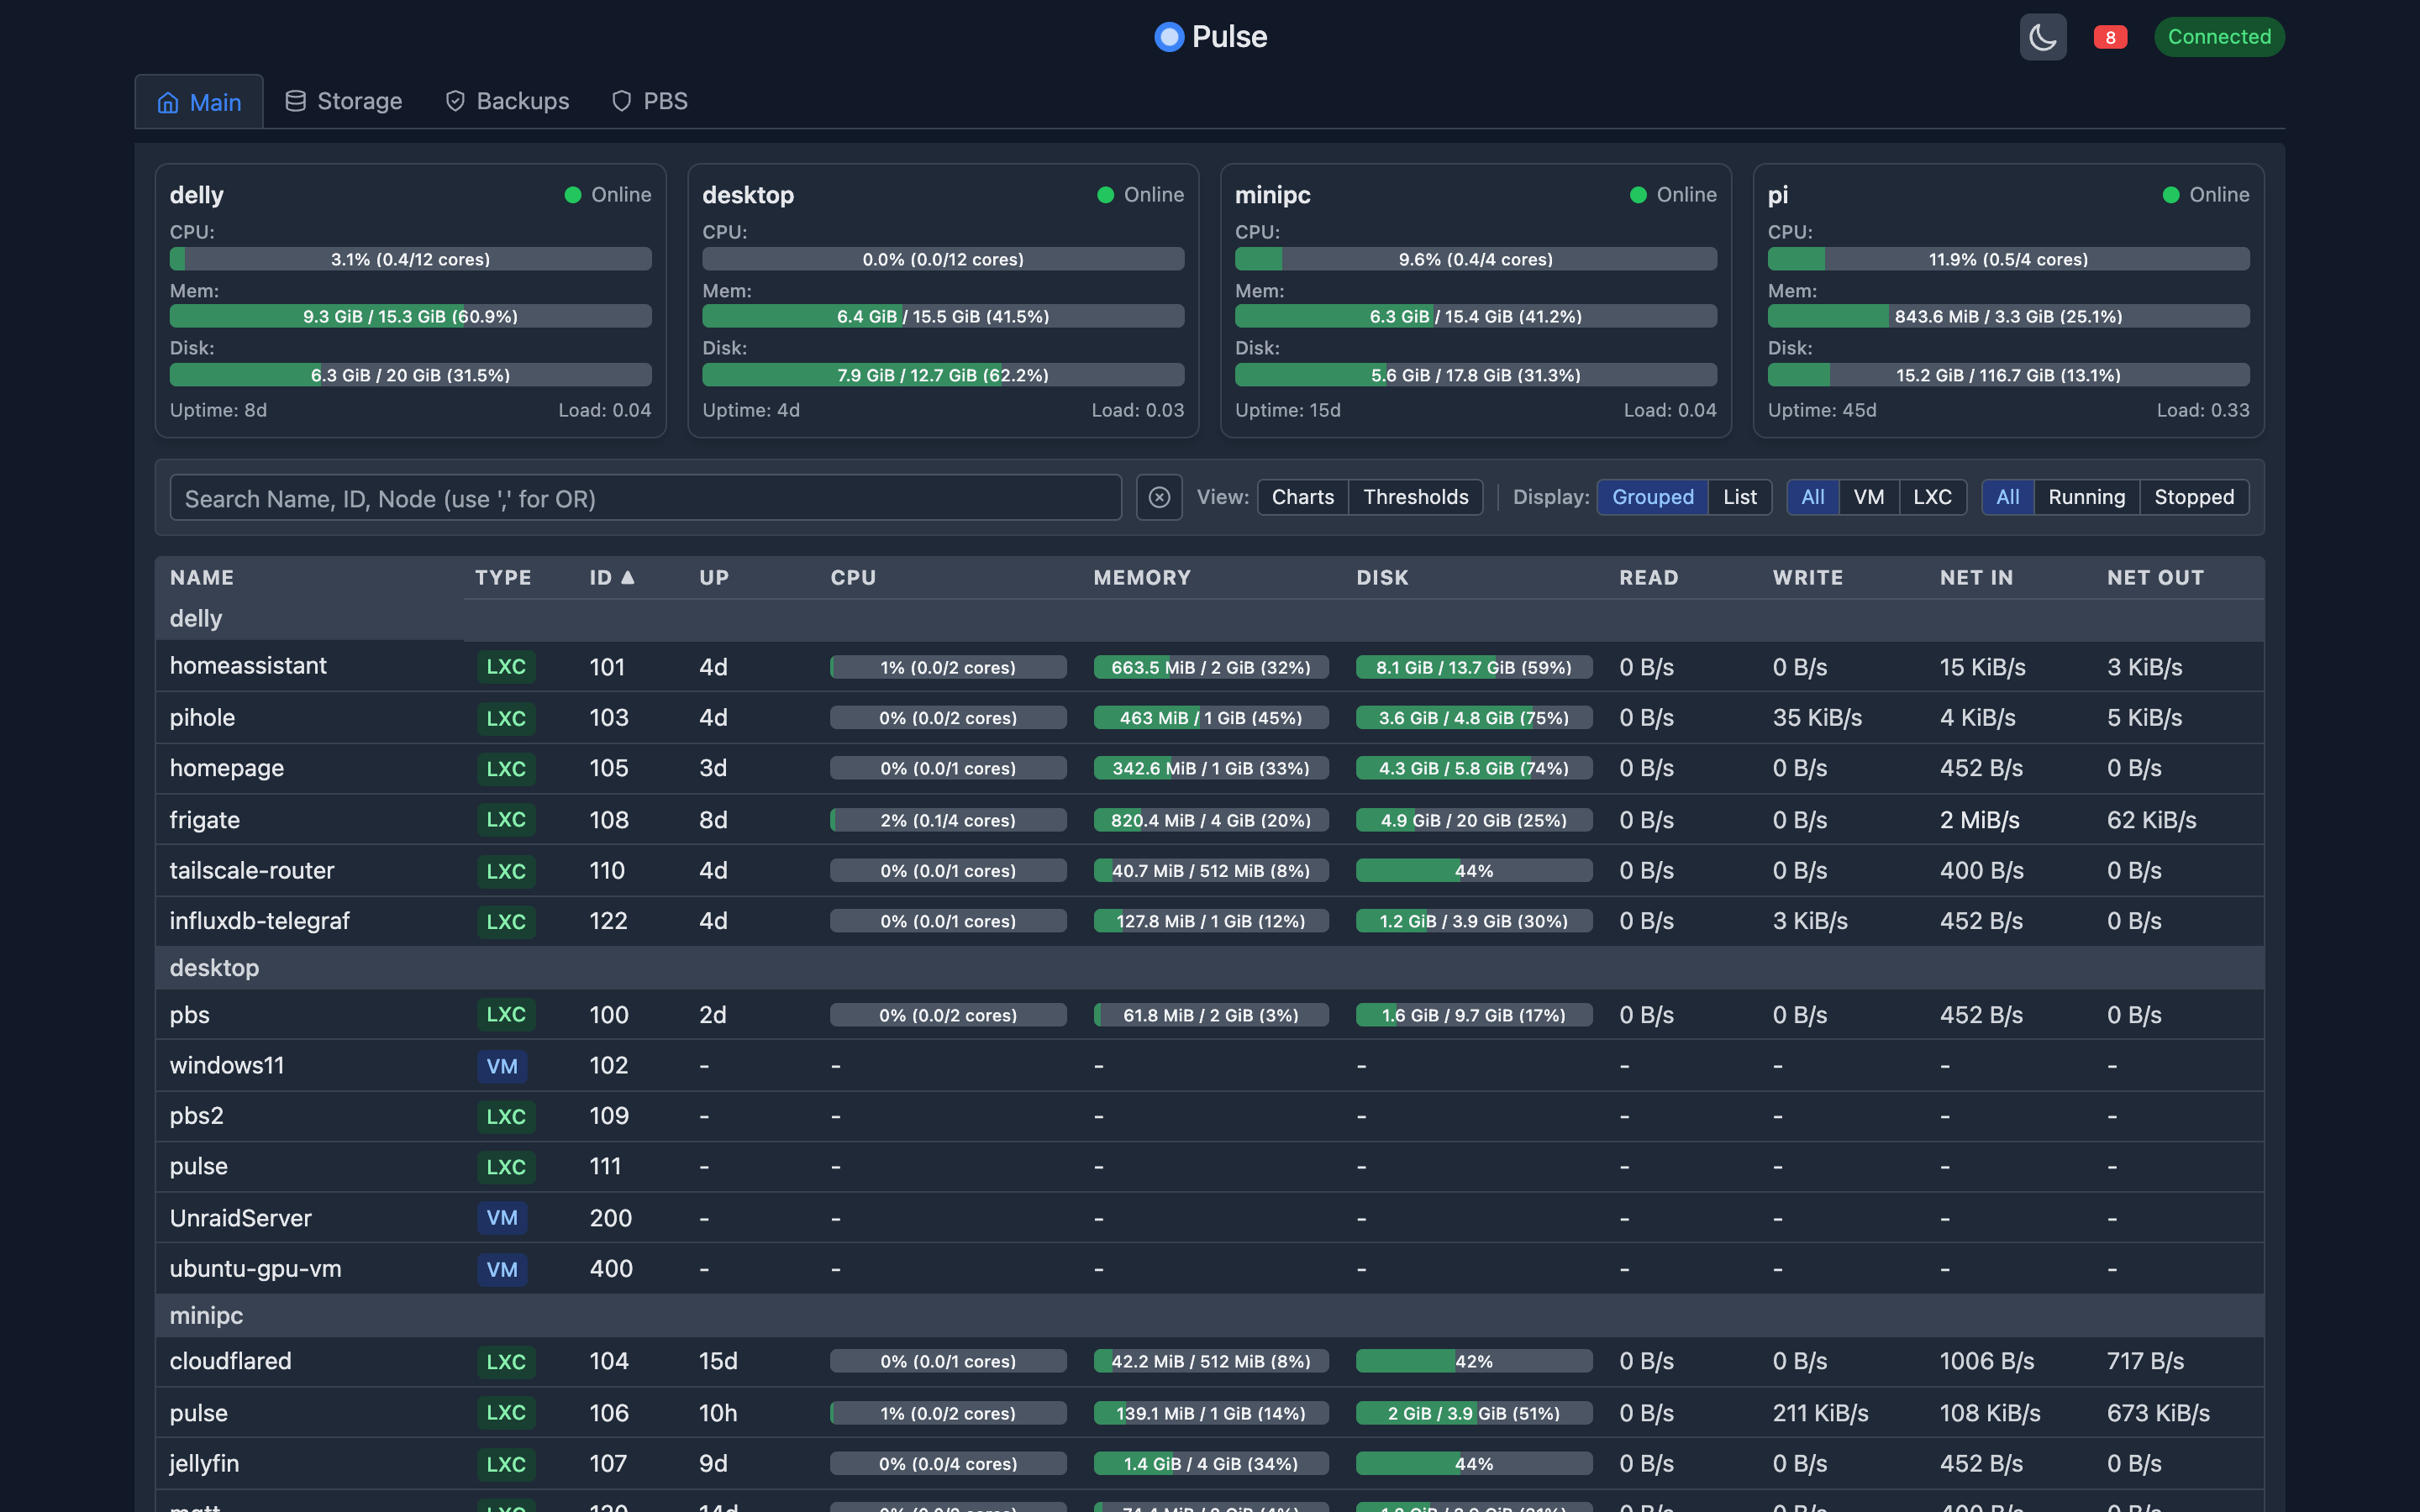 Pulse
8
Connected
Main Storage Backups PBS
delly Online
CPU:
3.1% (0.4/12 cores)
Mem:
9.3 GiB / 15.3 GiB (60.9%)
Disk:
6.3 GiB / 20 GiB (31.5%)
Uptime: 8d Load: 0.04
desktop Online
CPU:
0.0% (0.0/12 cores)
Mem:
6.4 GiB / 15.5 GiB (41.5%)
Disk:
7.9 GiB / 12.7 GiB (62.2%)
Uptime: 4d Load: 0.03
minipc Online
CPU:
9.6% (0.4/4 cores)
Mem:
6.3 GiB / 15.4 GiB (41.2%)
Disk:
5.6 GiB / 17.8 GiB (31.3%)
Uptime: 15d Load: 0.04
pi Online
CPU:
11.9% (0.5/4 cores)
Mem:
843.6 MiB / 3.3 GiB (25.1%)
Disk:
15.2 GiB / 116.7 GiB (13.1%)
Uptime: 45d Load: 0.33
Search Name, ID, Node (use ',' for OR) View: Charts Thresholds Display: Grouped List All VM LXC All Running Stopped
NAME TYPE ID ▲ UP CPU MEMORY DISK READ WRITE NET IN NET OUT
delly
homeassistant LXC 101 4d 1% (0.0/2 cores) 663.5 MiB / 2 GiB (32%) 8.1 GiB / 13.7 GiB (59%) 0 B/s 0 B/s 15 KiB/s 3 KiB/s
pihole LXC 103 4d 0% (0.0/2 cores) 463 MiB / 1 GiB (45%) 3.6 GiB / 4.8 GiB (75%) 0 B/s 35 KiB/s 4 KiB/s 5 KiB/s
homepage LXC 105 3d 0% (0.0/1 cores) 342.6 MiB / 1 GiB (33%) 4.3 GiB / 5.8 GiB (74%) 0 B/s 0 B/s 452 B/s 0 B/s
frigate LXC 108 8d 2% (0.1/4 cores) 820.4 MiB / 4 GiB (20%) 4.9 GiB / 20 GiB (25%) 0 B/s 0 B/s 2 MiB/s 62 KiB/s
tailscale-router LXC 110 4d 0% (0.0/1 cores) 40.7 MiB / 512 MiB (8%) 44% 0 B/s 0 B/s 400 B/s 0 B/s
influxdb-telegraf LXC 122 4d 0% (0.0/1 cores) 127.8 MiB / 1 GiB (12%) 1.2 GiB / 3.9 GiB (30%) 0 B/s 3 KiB/s 452 B/s 0 B/s
desktop
pbs LXC 100 2d 0% (0.0/2 cores) 61.8 MiB / 2 GiB (3%) 1.6 GiB / 9.7 GiB (17%) 0 B/s 0 B/s 452 B/s 0 B/s
windows11 VM 102 - - - - - - - -
pbs2 LXC 109 - - - - - - - -
pulse LXC 111 - - - - - - - -
UnraidServer VM 200 - - - - - - - -
ubuntu-gpu-vm VM 400 - - - - - - - -
minipc
cloudflared LXC 104 15d 0% (0.0/1 cores) 42.2 MiB / 512 MiB (8%) 42% 0 B/s 0 B/s 1006 B/s 717 B/s
pulse LXC 106 10h 1% (0.0/2 cores) 139.1 MiB / 1 GiB (14%) 2 GiB / 3.9 GiB (51%) 0 B/s 211 KiB/s 108 KiB/s 673 KiB/s
jellyfin LXC 107 9d 0% (0.0/4 cores) 1.4 GiB / 4 GiB (34%) 44% 0 B/s 0 B/s 452 B/s 0 B/s